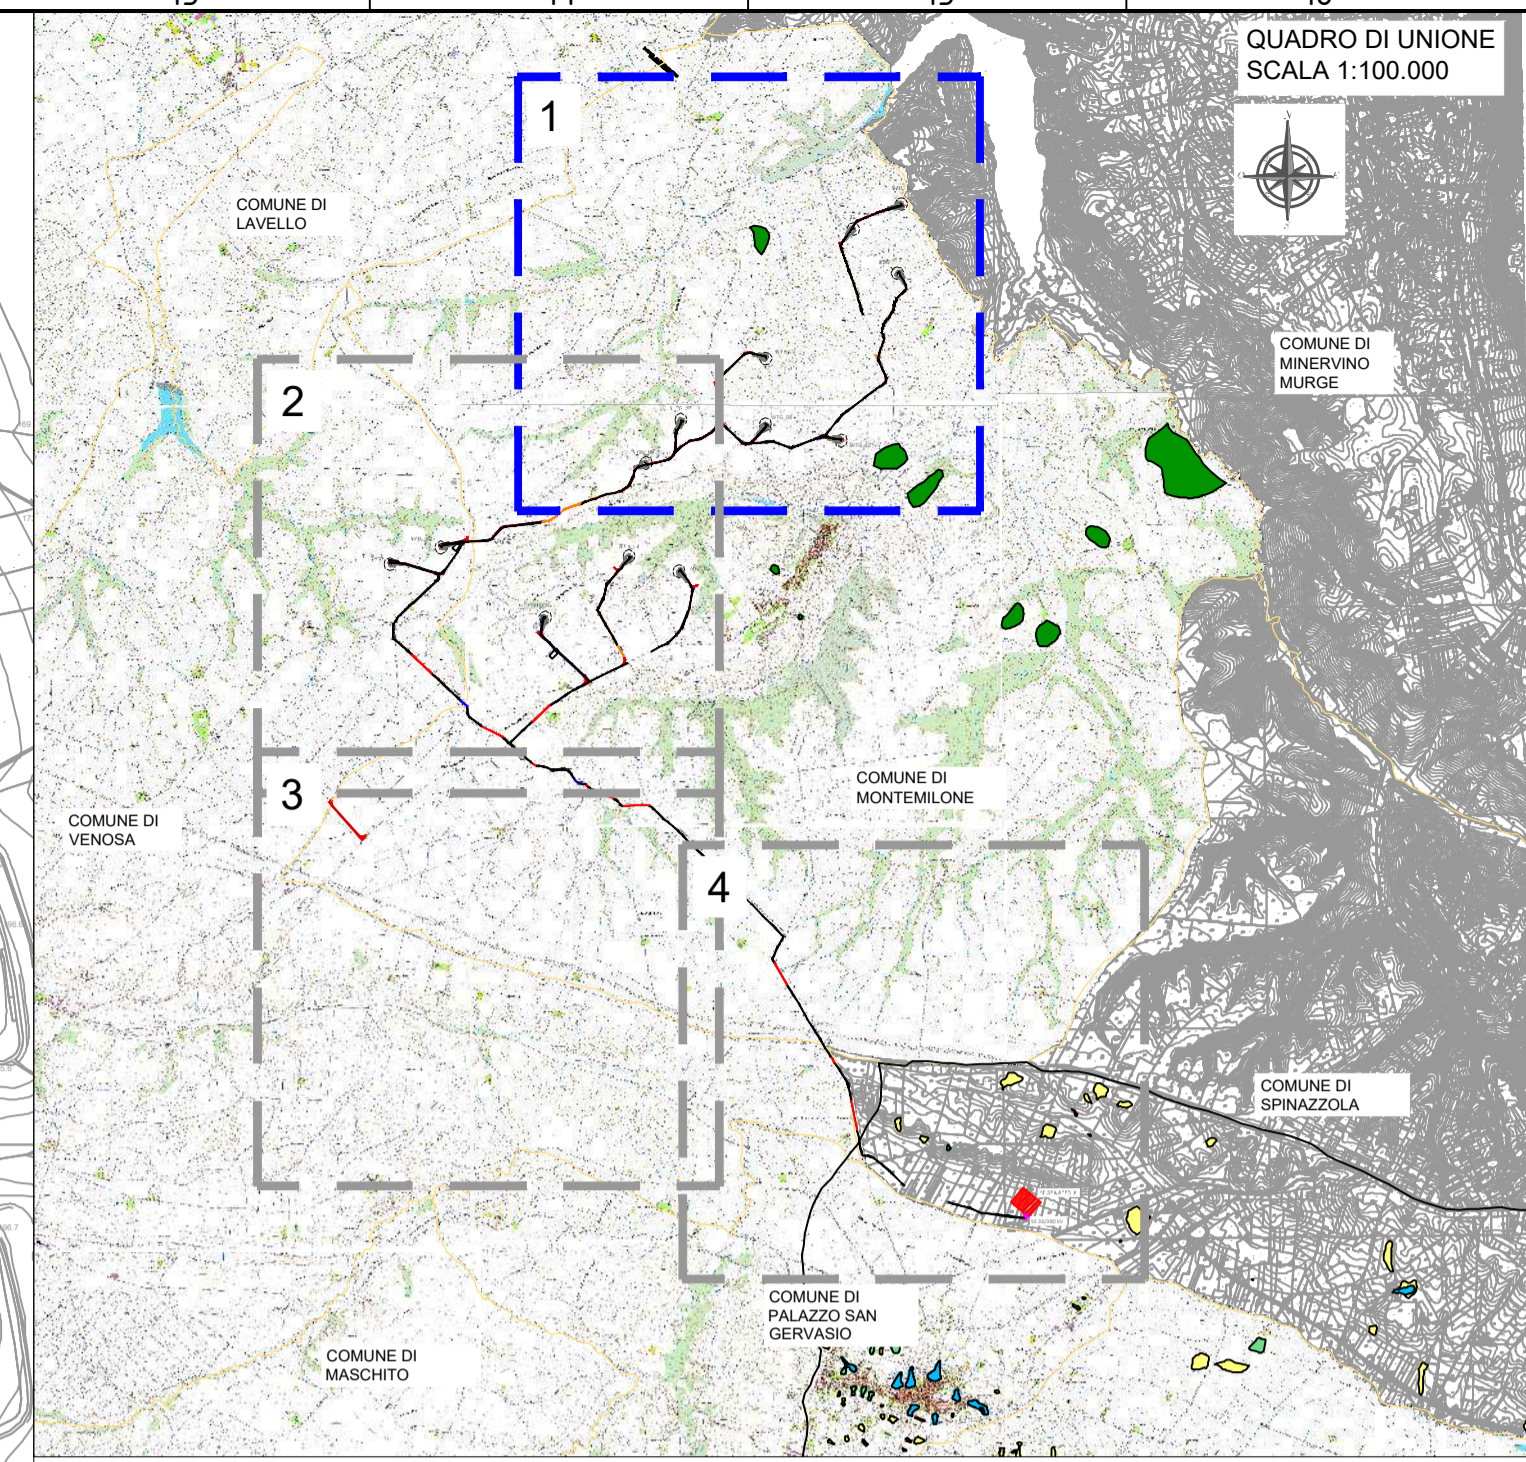 QUADRO DI UNIONE
SCALA 1:100.000
1
COMUNE DI
LAVELLO
COMUNE DI
MINERVINO
MURGE
2
3
COMUNE DI
VENOSA
COMUNE DI
MONTEMILONE
4
COMUNE DI
SPINAZZOLA
COMUNE DI
PALAZZO SAN
GERVASIO
COMUNE DI
MASCHITO